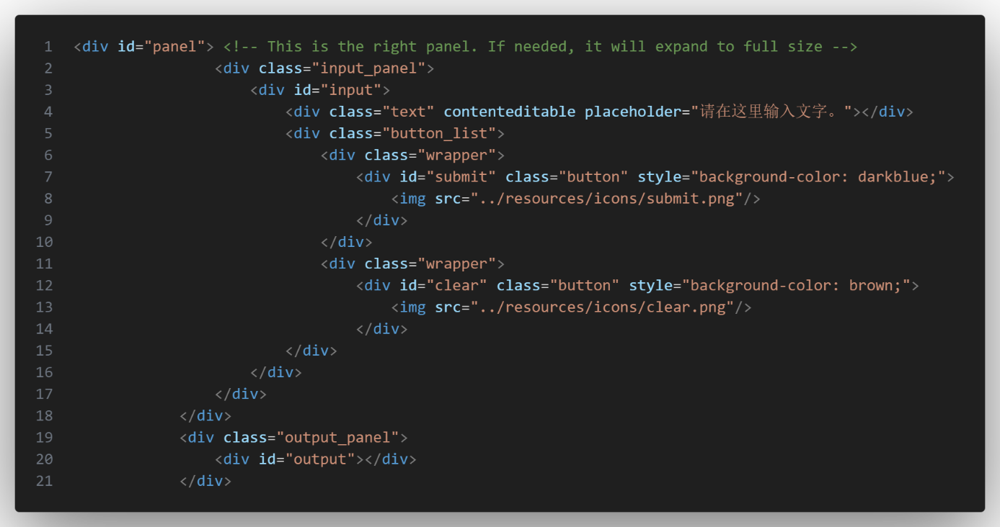 1 <div id="panel"> <!-- This is the right panel. If needed, it will expand to full size -->
2 <div class="input_panel">
3 <div id="input">
4 <div class="text" contenteditable placeholder="请在这里输入文字。"></div>
5 <div class="button_list">
6 <div class="wrapper">
7 <div id="submit" class="button" style="background-color: darkblue;">
8 <img src="../resources/icons/submit.png"/>
9 </div>
10 </div>
11 <div class="wrapper">
12 <div id="clear" class="button" style="background-color: brown;">
13 <img src="../resources/icons/clear.png"/>
14 </div>
15 </div>
16 </div>
17 </div>
18 </div>
19 <div class="output_panel">
20 <div id="output"></div>
21 </div>